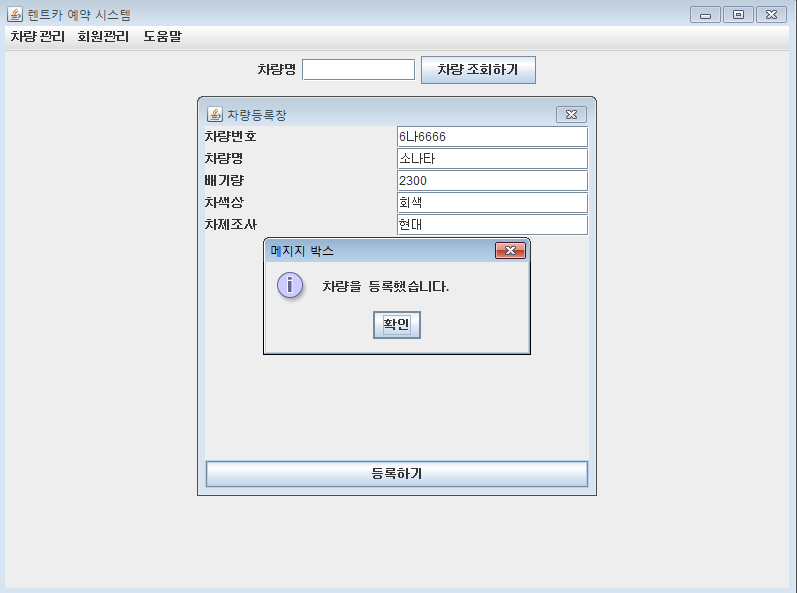 렌트카 예약 시스템
차량 관리 회원관리 도움말
차량명 차량 조회하기
차량등록창
차량번호 6나6666
차량명 소나타
배기량 2300
차색상 회색
차제조사 현대
메지지 박스
차량을 등록했습니다.
확인
등록하기